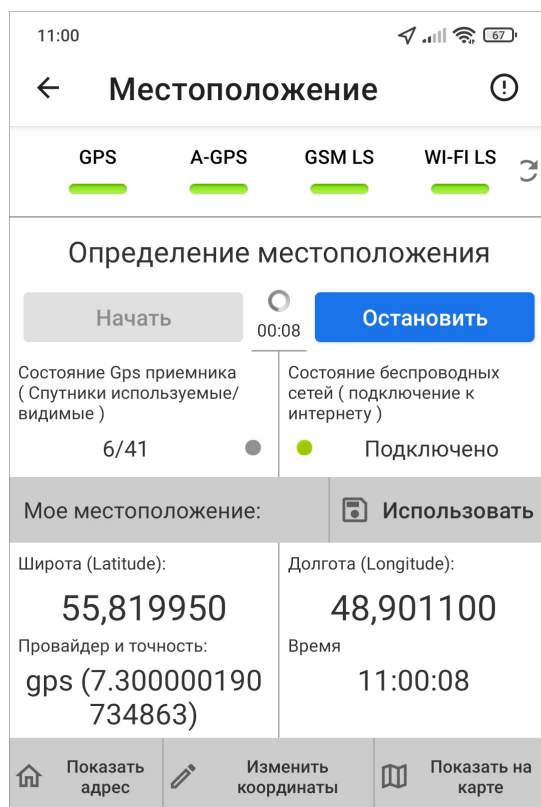 11:00
67
Местоположение
GPS A-GPS GSM LS WI-FI LS
Определение местоположения
Начать
00:08
Остановить
Состояние Gps приемника
( Спутники используемые/
видимые )
6/41
Состояние беспроводных
сетей ( подключение к
интернету )
Подключено
Мое местоположение:
Использовать
Широта (Latitude):
55,819950
Долгота (Longitude):
48,901100
Провайдер и точность:
gps (7.300000190
734863)
Время
11:00:08
Показать
адрес
Изменить
координаты
Показать на
карте